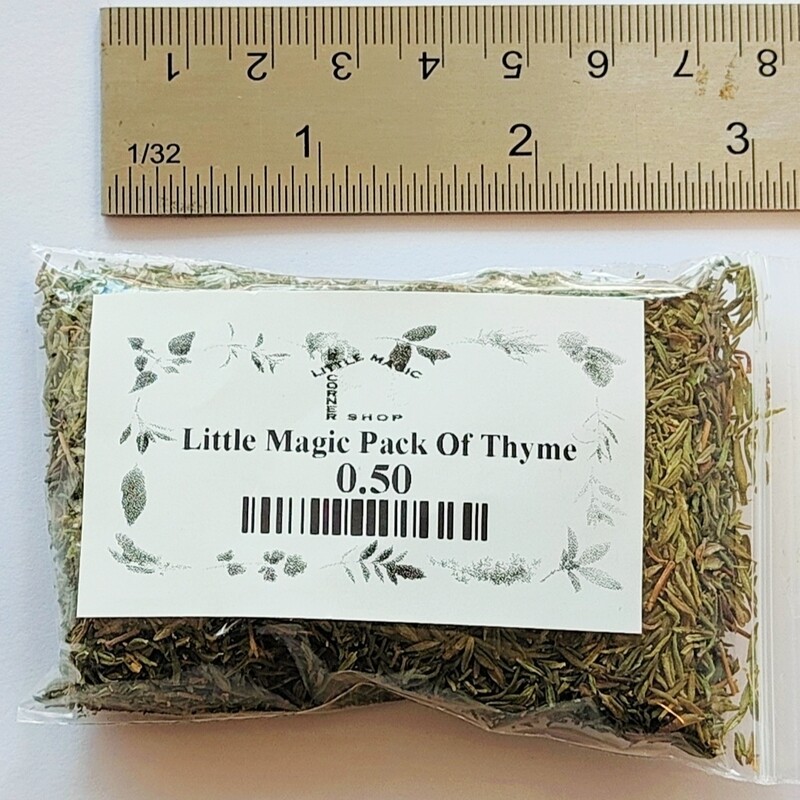 1 2 3 4 5 6 7 8
1 2 3
1/32
LITTLE MAGIC
CORNER
SHOP
Little Magic Pack Of Thyme
0.50